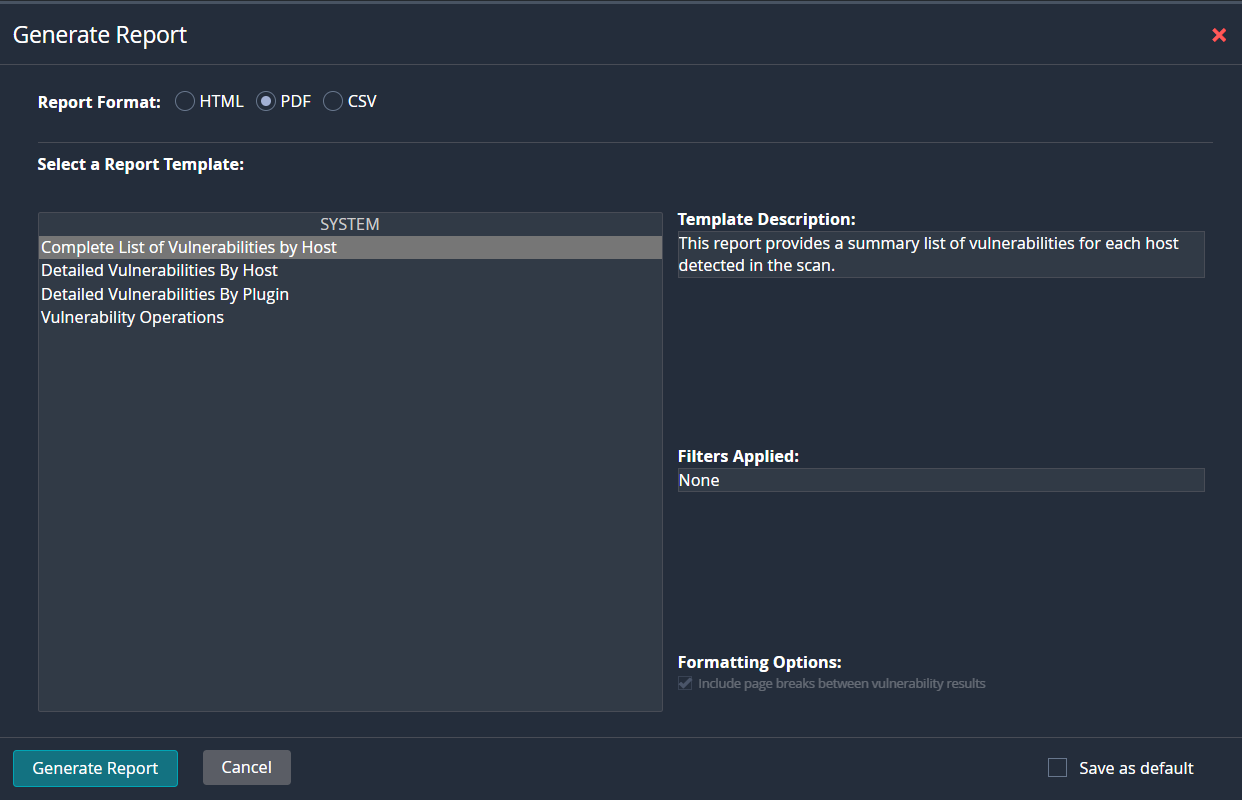 Generate Report
Report Format: HTML PDF CSV
Select a Report Template:
SYSTEM
Complete List of Vulnerabilities by Host
Detailed Vulnerabilities By Host
Detailed Vulnerabilities By Plugin
Vulnerability Operations
Template Description:
This report provides a summary list of vulnerabilities for each host
detected in the scan.
Filters Applied:
None
Formatting Options:
Include page breaks between vulnerability results
Generate Report
Cancel
Save as default